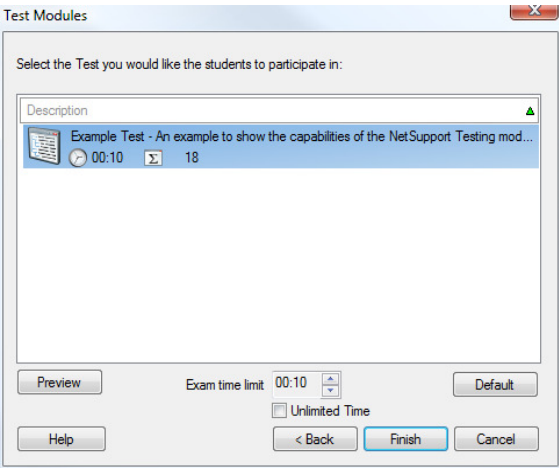 Test Modules
Select the Test you would like the students to participate in:
Description
Example Test - An example to show the capabilities of the NetSupport Testing mod...
00:10 Σ 18
Preview
Exam time limit 00:10
Default
Unlimited Time
Help
< Back
Finish
Cancel